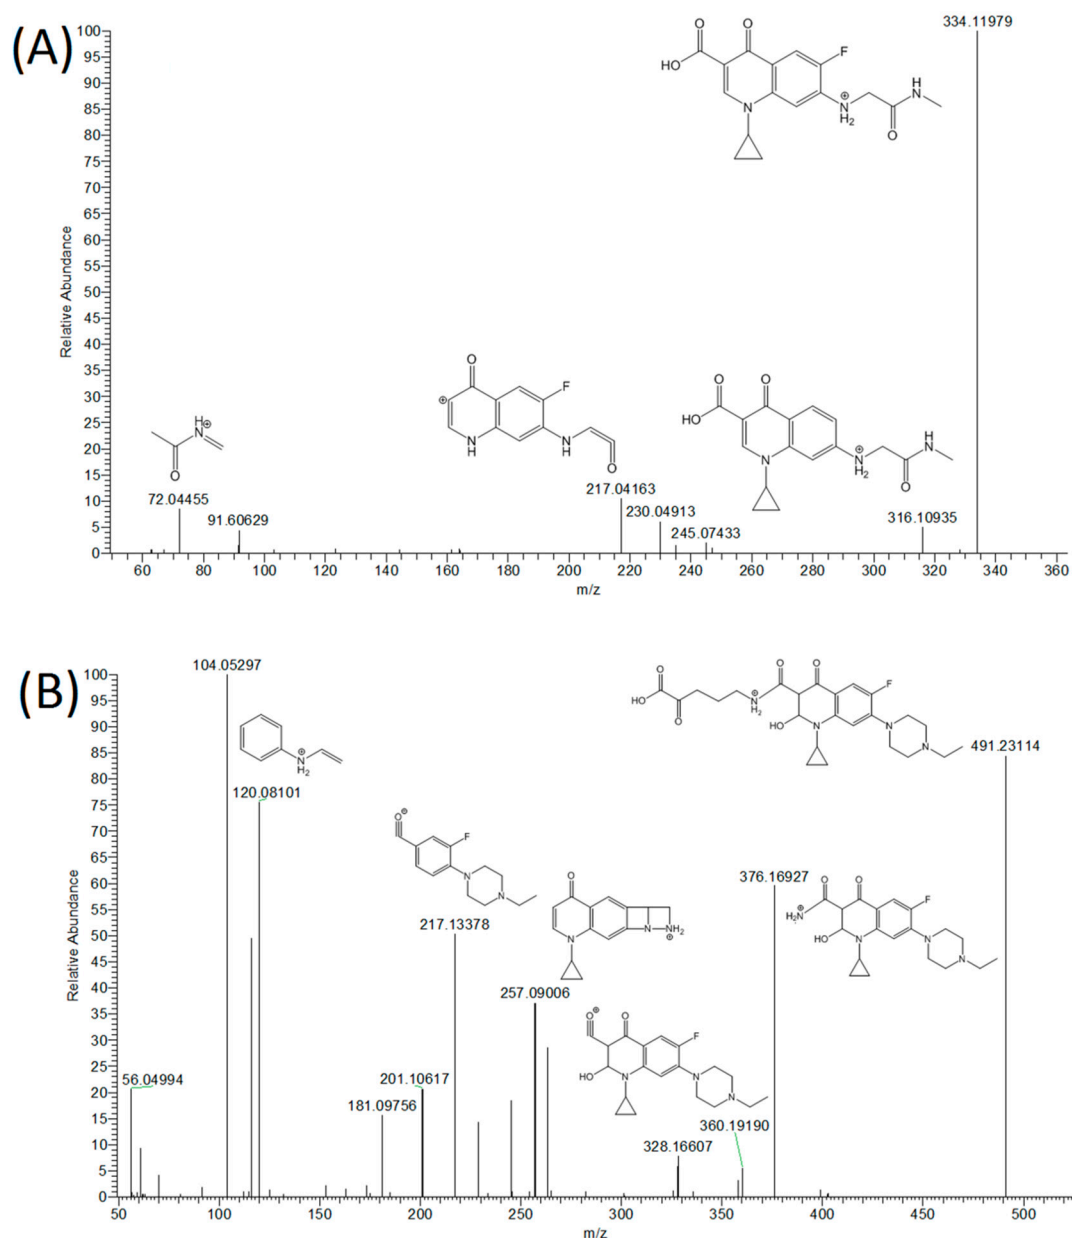 (A)
334.11979
O
O
HO
F
N
N
H2
H
N
O
Relative Abundance
100
95
90
85
80
75
70
65
60
55
50
45
40
35
30
25
20
15
10
5
0
H
N
O
72.04455
91.60629
O
F
N
H
N
H
O
217.04163
230.04913
245.07433
O
O
HO
N
N
H2
H
N
O
316.10935
60
80
100
120
140
160
180
200
220
240
260
280
300
320
340
360
m/z
(B)
104.05297
O
O
O
HO
O
N
H2
HO
N
F
N
N
491.23114
Relative Abundance
100
95
90
85
80
75
70
65
60
55
50
45
40
35
30
25
20
15
10
5
0
N
H2
120.08101
O
F
N
N
217.13378
O
N
N
NH2
257.09006
376.16927
O
O
H2N
HO
N
F
N
N
O
O
HO
N
F
N
N
56.04994
181.09756
201.10617
328.16607
360.19190
50
100
150
200
250
300
350
400
450
500
m/z